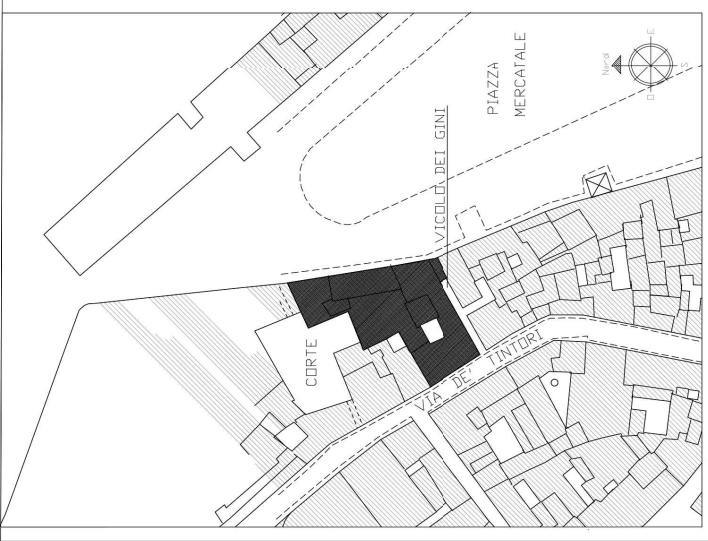 PIAZZA
MERCATALE
Nord
E
S
O
VICOLO DEI GINI
CORTE
VIA DE' TINTORI